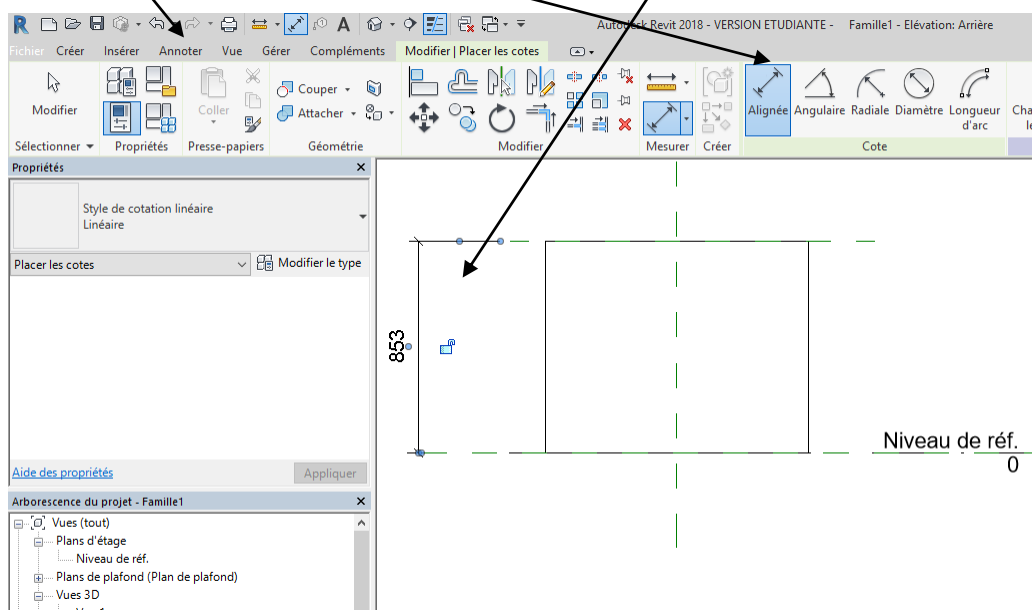 Autodesk Revit 2018 - VERSION ETUDIANTE - Famille1 - Elévation: Arrière
Fichier Créer Insérer Annoter Vue Gérer Compléments Modifier | Placer les cotes
Modifier
Coller
Couper
Attacher
Alignée Angulaire Radiale Diamètre Longueur d'arc
Sélectionner Propriétés Presse-papiers Géométrie Modifier Mesurer Créer Cote
Propriétés
Style de cotation linéaire
Linéaire
Placer les cotes Modifier le type
853
Niveau de réf.
0
Aide des propriétés Appliquer
Arborescence du projet - Famille1
Vues (tout)
Plans d'étage
Niveau de réf.
Plans de plafond (Plan de plafond)
Vues 3D